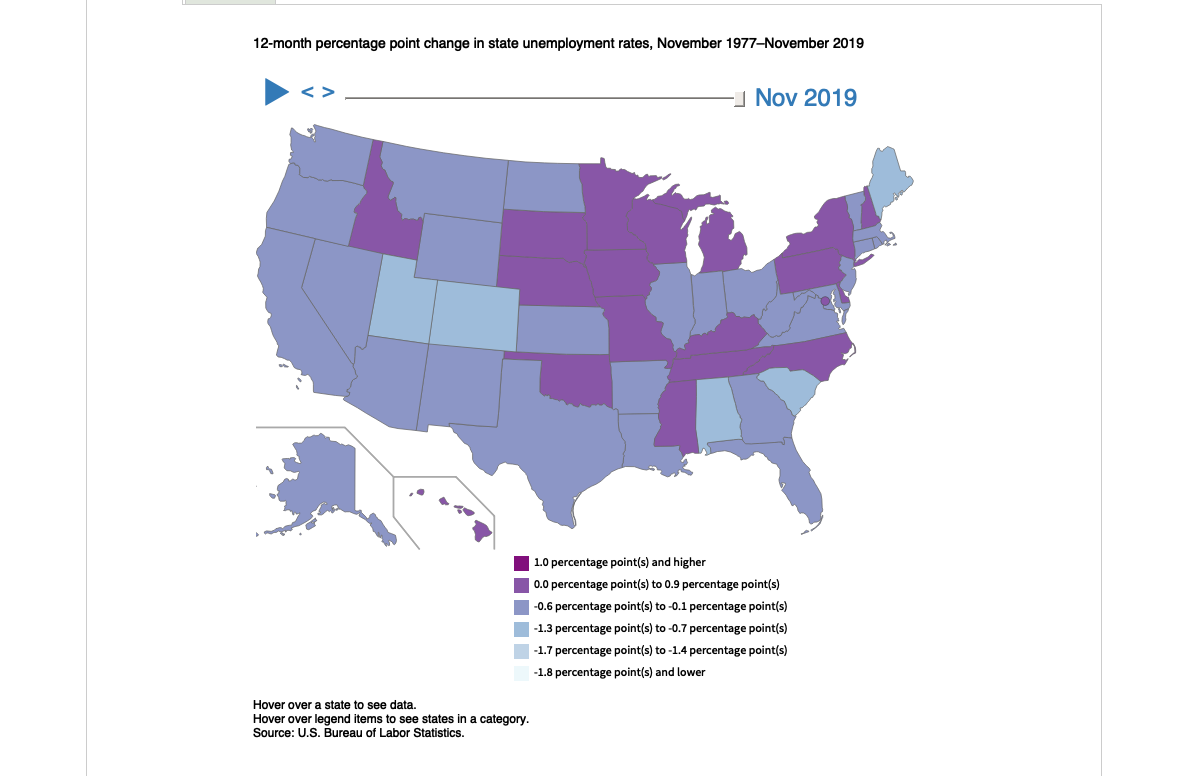 12-month percentage point change in state unemployment rates, November 1977–November 2019
< >
Nov 2019
1.0 percentage point(s) and higher
0.0 percentage point(s) to 0.9 percentage point(s)
-0.6 percentage point(s) to -0.1 percentage point(s)
-1.3 percentage point(s) to -0.7 percentage point(s)
-1.7 percentage point(s) to -1.4 percentage point(s)
-1.8 percentage point(s) and lower
Hover over a state to see data.
Hover over legend items to see states in a category.
Source: U.S. Bureau of Labor Statistics.